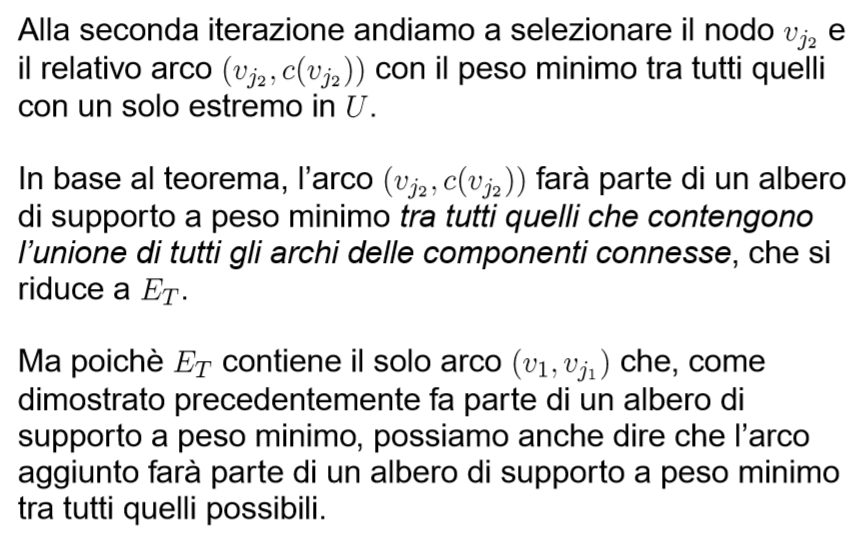 Alla seconda iterazione andiamo a selezionare il nodo $v_{j_2}$ e
il relativo arco $(v_{j_2}, c(v_{j_2}))$ con il peso minimo tra tutti quelli
con un solo estremo in $U$.
In base al teorema, l'arco $(v_{j_2}, c(v_{j_2}))$ farà parte di un albero
di supporto a peso minimo tra tutti quelli che contengono
l'unione di tutti gli archi delle componenti connesse, che si
riduce a $E_T$.
Ma poichè $E_T$ contiene il solo arco $(v_1, v_{j_1})$ che, come
dimostrato precedentemente fa parte di un albero di
supporto a peso minimo, possiamo anche dire che l'arco
aggiunto farà parte di un albero di supporto a peso minimo
tra tutti quelli possibili.